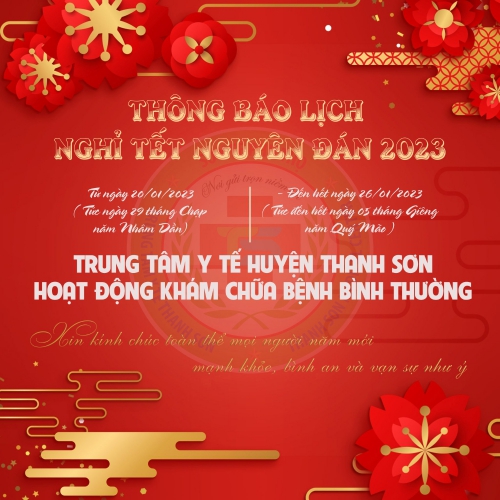 THÔNG BÁO LỊCH
NGHỈ TẾT NGUYÊN ĐÁN 2023
Từ ngày 20/01/2023
( Tức ngày 29 tháng Chạp
năm Nhâm Dần)
- Đến hết ngày 26/01/2023
( Tức đến hết ngày 05 tháng Giêng
năm Quý Mão )
TRUNG TÂM Y TẾ HUYỆN THANH SƠN
HOẠT ĐỘNG KHÁM CHỮA BỆNH BÌNH THƯỜNG
Xin kính chúc toàn thể mọi người năm mới
mạnh khỏe, bình an và vạn sự như ý